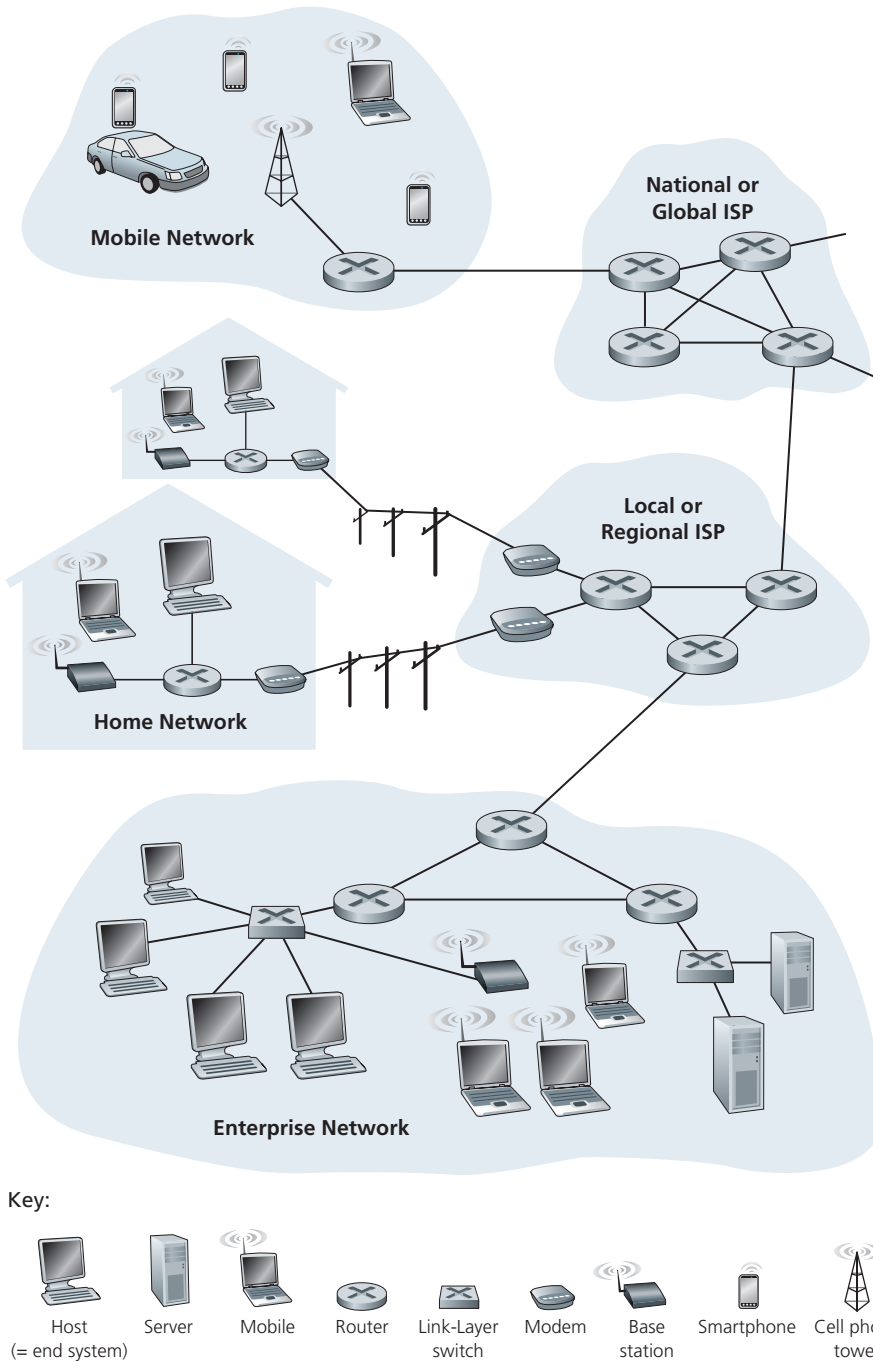 National or
Global ISP
Mobile Network
Local or
Regional ISP
Home Network
Enterprise Network
Key:
Host
(= end system)
Server
Mobile
Router
Link-Layer
switch
Modem
Base
station
Smartphone
Cell